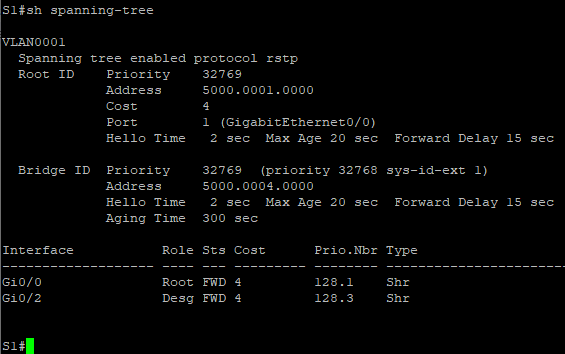 S1#sh spanning-tree
VLAN0001
  Spanning tree enabled protocol rstp
  Root ID    Priority    32769
             Address     5000.0001.0000
             Cost        4
             Port        1 (GigabitEthernet0/0)
             Hello Time   2 sec  Max Age 20 sec  Forward Delay 15 sec
  Bridge ID  Priority    32769  (priority 32768 sys-id-ext 1)
             Address     5000.0004.0000
             Hello Time   2 sec  Max Age 20 sec  Forward Delay 15 sec
             Aging Time  300 sec
Interface           Role Sts Cost      Prio.Nbr Type
------------------- ---- --- --------- -------- ------------------------
Gi0/0               Root FWD 4         128.1    Shr
Gi0/2               Desg FWD 4         128.3    Shr
S1#